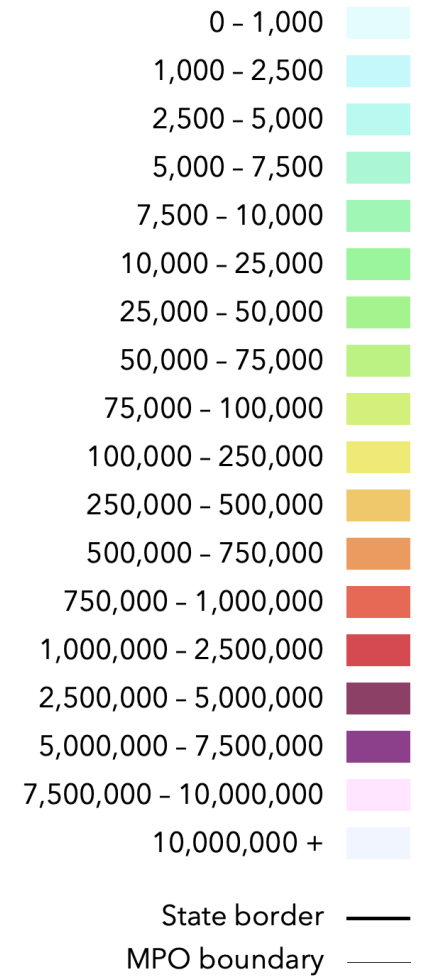 0 – 1,000
1,000 – 2,500
2,500 – 5,000
5,000 – 7,500
7,500 – 10,000
10,000 – 25,000
25,000 – 50,000
50,000 – 75,000
75,000 – 100,000
100,000 – 250,000
250,000 – 500,000
500,000 – 750,000
750,000 – 1,000,000
1,000,000 – 2,500,000
2,500,000 – 5,000,000
5,000,000 – 7,500,000
7,500,000 – 10,000,000
10,000,000 +
State border
MPO boundary